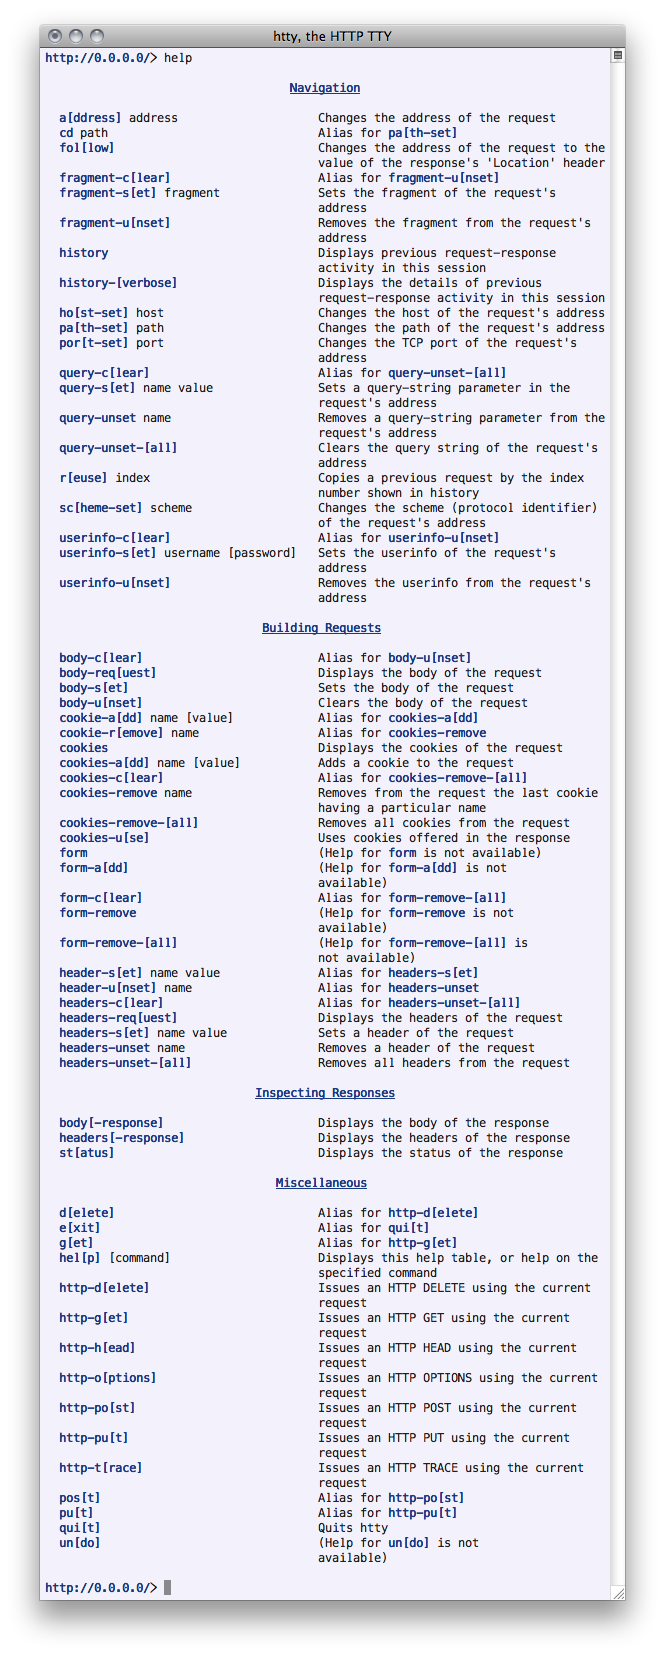 htty, the HTTP TTY
http://0.0.0.0/> help
Navigation
a[ddress] address Changes the address of the request
cd path Alias for pa[th-set]
fol[low] Changes the address of the request to the
value of the response's 'Location' header
fragment-c[lear] Alias for fragment-u[nset]
fragment-s[et] fragment Sets the fragment of the request's
address
fragment-u[nset] Removes the fragment from the request's
address
history Displays previous request-response
activity in this session
history-[verbose] Displays the details of previous
request-response activity in this session
ho[st-set] host Changes the host of the request's address
pa[th-set] path Changes the path of the request's address
por[t-set] port Changes the TCP port of the request's
address
query-c[lear] Alias for query-unset-[all]
query-s[et] name value Sets a query-string parameter in the
request's address
query-unset name Removes a query-string parameter from the
request's address
query-unset-[all] Clears the query string of the request's
address
r[euse] index Copies a previous request by the index
number shown in history
sc[heme-set] scheme Changes the scheme (protocol identifier)
of the request's address
userinfo-c[lear] Alias for userinfo-u[nset]
userinfo-s[et] username [password] Sets the userinfo of the request's
address
userinfo-u[nset] Removes the userinfo from the request's
address
Building Requests
body-c[lear] Alias for body-u[nset]
body-req[uest] Displays the body of the request
body-s[et] Sets the body of the request
body-u[nset] Clears the body of the request
cookie-a[dd] name [value] Alias for cookies-a[dd]
cookie-r[emove] name Alias for cookies-remove
cookies Displays the cookies of the request
cookies-a[dd] name [value] Adds a cookie to the request
cookies-c[lear] Alias for cookies-remove-[all]
cookies-remove name Removes from the request the last cookie
having a particular name
cookies-remove-[all] Removes all cookies from the request
cookies-u[se] Uses cookies offered in the response
form (Help for form is not available)
form-a[dd] (Help for form-a[dd] is not
available)
form-c[lear] Alias for form-remove-[all]
form-remove (Help for form-remove is not
available)
form-remove-[all] (Help for form-remove-[all] is
not available)
header-s[et] name value Alias for headers-s[et]
header-u[nset] name Alias for headers-unset
headers-c[lear] Alias for headers-unset-[all]
headers-req[uest] Displays the headers of the request
headers-s[et] name value Sets a header of the request
headers-unset name Removes a header of the request
headers-unset-[all] Removes all headers from the request
Inspecting Responses
body[-response] Displays the body of the response
headers[-response] Displays the headers of the response
st[atus] Displays the status of the response
Miscellaneous
d[elete] Alias for http-d[elete]
e[xit] Alias for qui[t]
g[et] Alias for http-g[et]
hel[p] [command] Displays this help table, or help on the
specified command
http-d[elete] Issues an HTTP DELETE using the current
request
http-g[et] Issues an HTTP GET using the current
request
http-h[ead] Issues an HTTP HEAD using the current
request
http-o[ptions] Issues an HTTP OPTIONS using the current
request
http-po[st] Issues an HTTP POST using the current
request
http-pu[t] Issues an HTTP PUT using the current
request
http-t[race] Issues an HTTP TRACE using the current
request
pos[t] Alias for http-po[st]
pu[t] Alias for http-pu[t]
qui[t] Quits htty
un[do] (Help for un[do] is not
available)
http://0.0.0.0/>